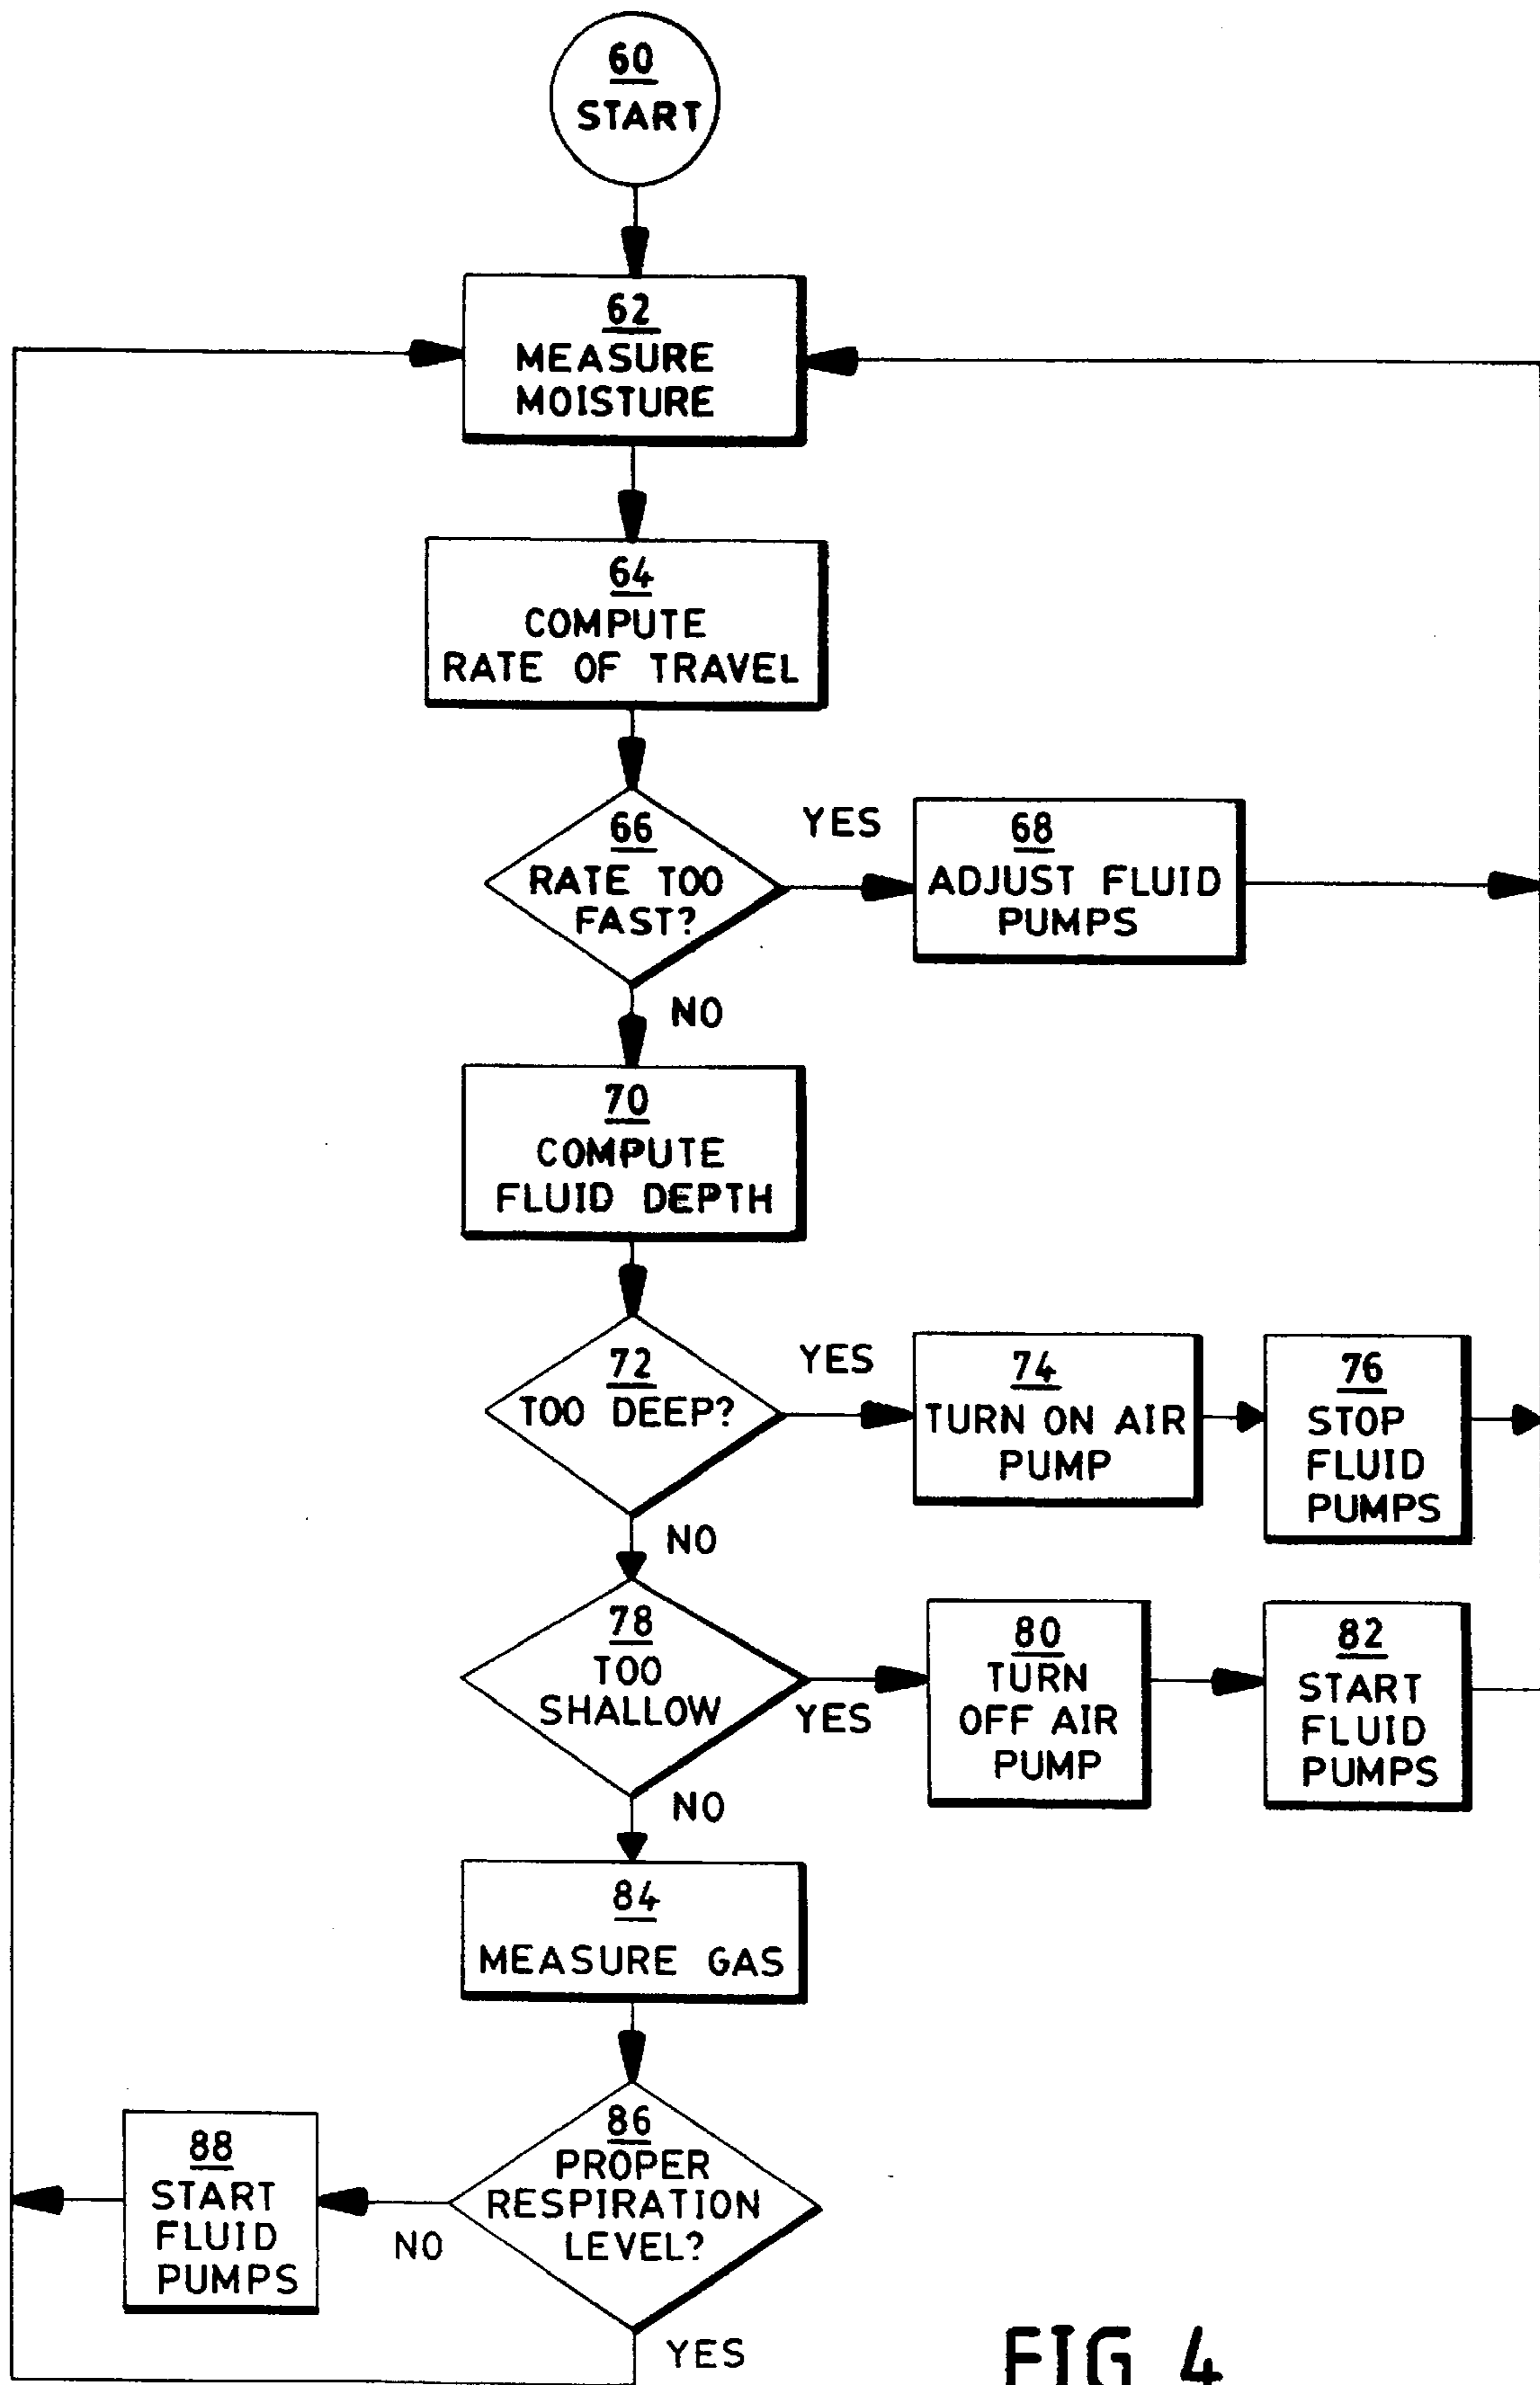 60
START
62
MEASURE
MOISTURE
64
COMPUTE
RATE OF TRAVEL
66
RATE TOO
FAST?
YES
68
ADJUST FLUID
PUMPS
NO
70
COMPUTE
FLUID DEPTH
72
TOO DEEP?
YES
74
TURN ON AIR
PUMP
76
STOP
FLUID
PUMPS
NO
78
TOO
SHALLOW
YES
80
TURN
OFF AIR
PUMP
82
START
FLUID
PUMPS
NO
84
MEASURE GAS
86
PROPER
RESPIRATION
LEVEL?
NO
88
START
FLUID
PUMPS
YES
FIG 4